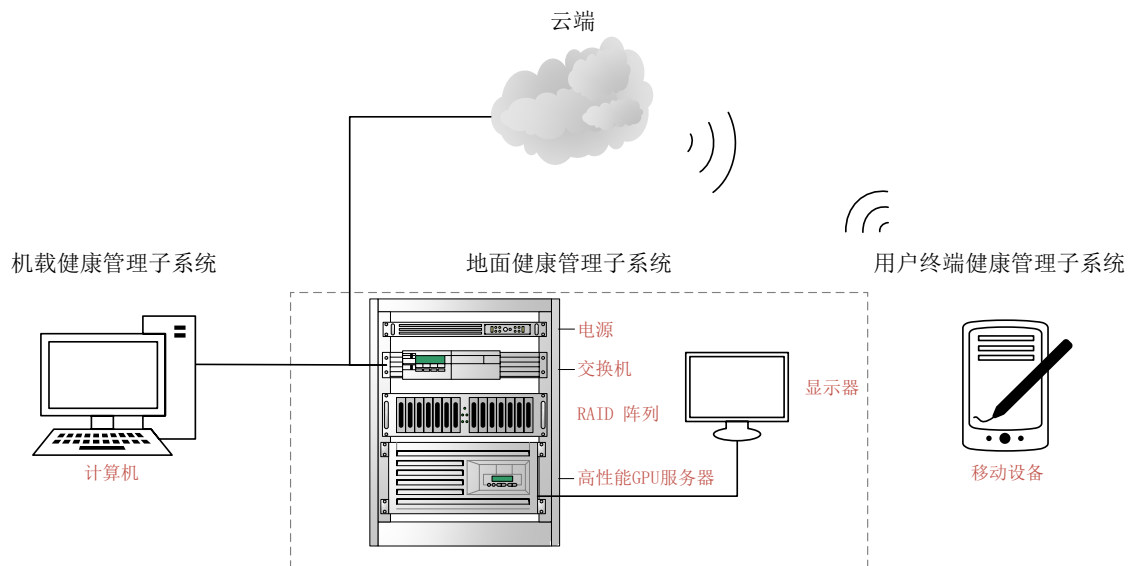 云端
机载健康管理子系统
地面健康管理子系统
用户终端健康管理子系统
电源
交换机
显示器
RAID 阵列
计算机
高性能GPU服务器
移动设备